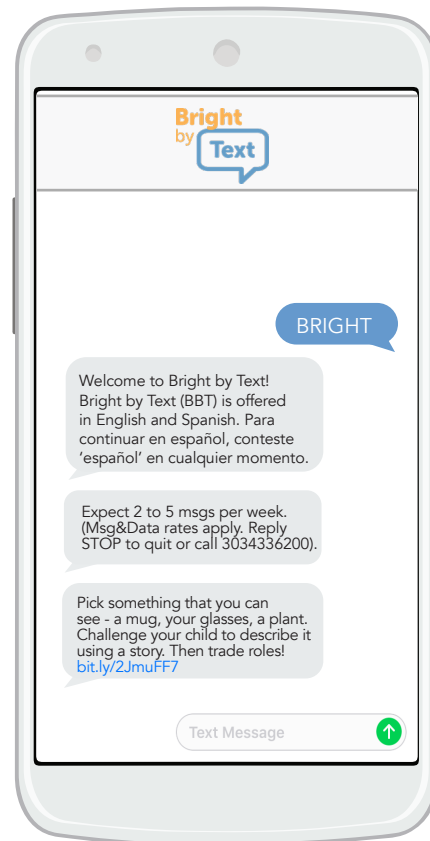 Bright
by
Text
BRIGHT
Welcome to Bright by Text!
Bright by Text (BBT) is offered
in English and Spanish. Para
continuar en español, conteste
‘español’ en cualquier momento.
Expect 2 to 5 msgs per week.
(Msg&Data rates apply. Reply
STOP to quit or call 3034336200).
Pick something that you can
see - a mug, your glasses, a plant.
Challenge your child to describe it
using a story. Then trade roles!
bit.ly/2JmuFF7
Text Message